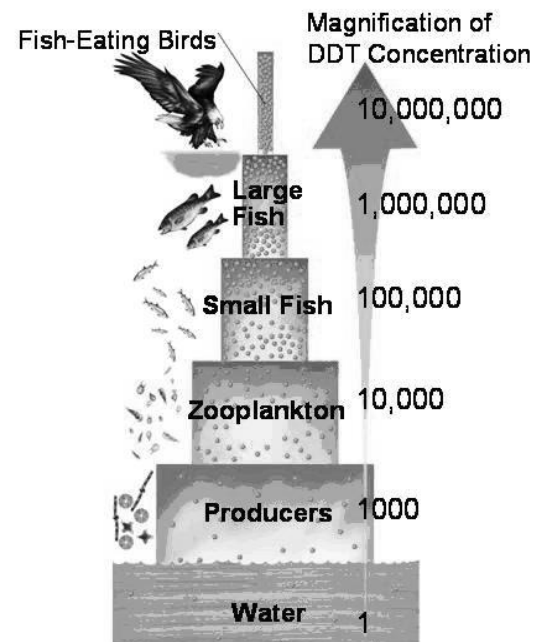 Fish-Eating Birds
Magnification of
DDT Concentration
10,000,000
Large
Fish
1,000,000
Small Fish
100,000
Zooplankton
10,000
Producers
1000
Water
1